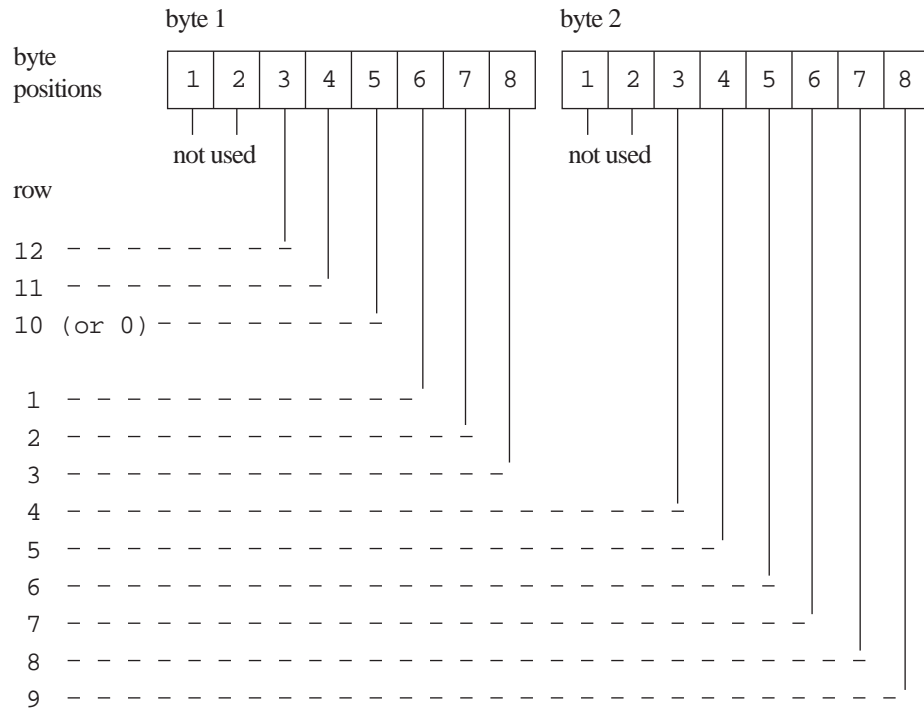 byte 1 byte 2
byte
positions
1 2 3 4 5 6 7 8 1 2 3 4 5 6 7 8
not used not used
row
12
11
10 (or 0)
1
2
3
4
5
6
7
8
9